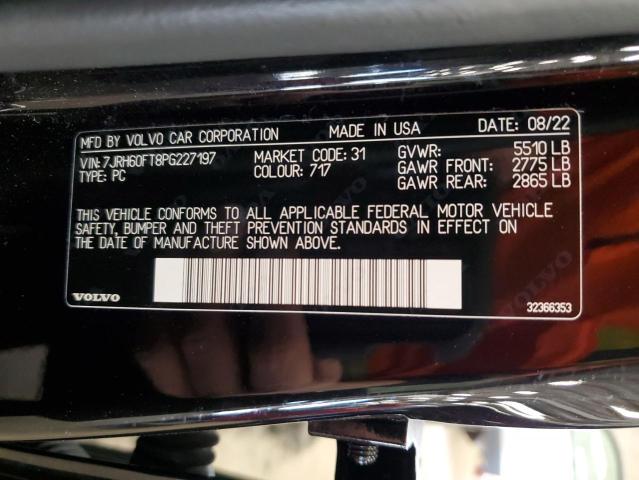 MFD BY VOLVO CAR CORPORATION MADE IN USA DATE: 08/22
VIN: 7JRH60FT8PG227197 MARKET CODE: 31 GVWR: 5510 LB
TYPE: PC COLOUR: 717 GAWR FRONT: 2775 LB
GAWR REAR: 2865 LB
THIS VEHICLE CONFORMS TO ALL APPLICABLE FEDERAL MOTOR VEHICLE
SAFETY, BUMPER AND THEFT PREVENTION STANDARDS IN EFFECT ON
THE DATE OF MANUFACTURE SHOWN ABOVE.
VOLVO 32366353